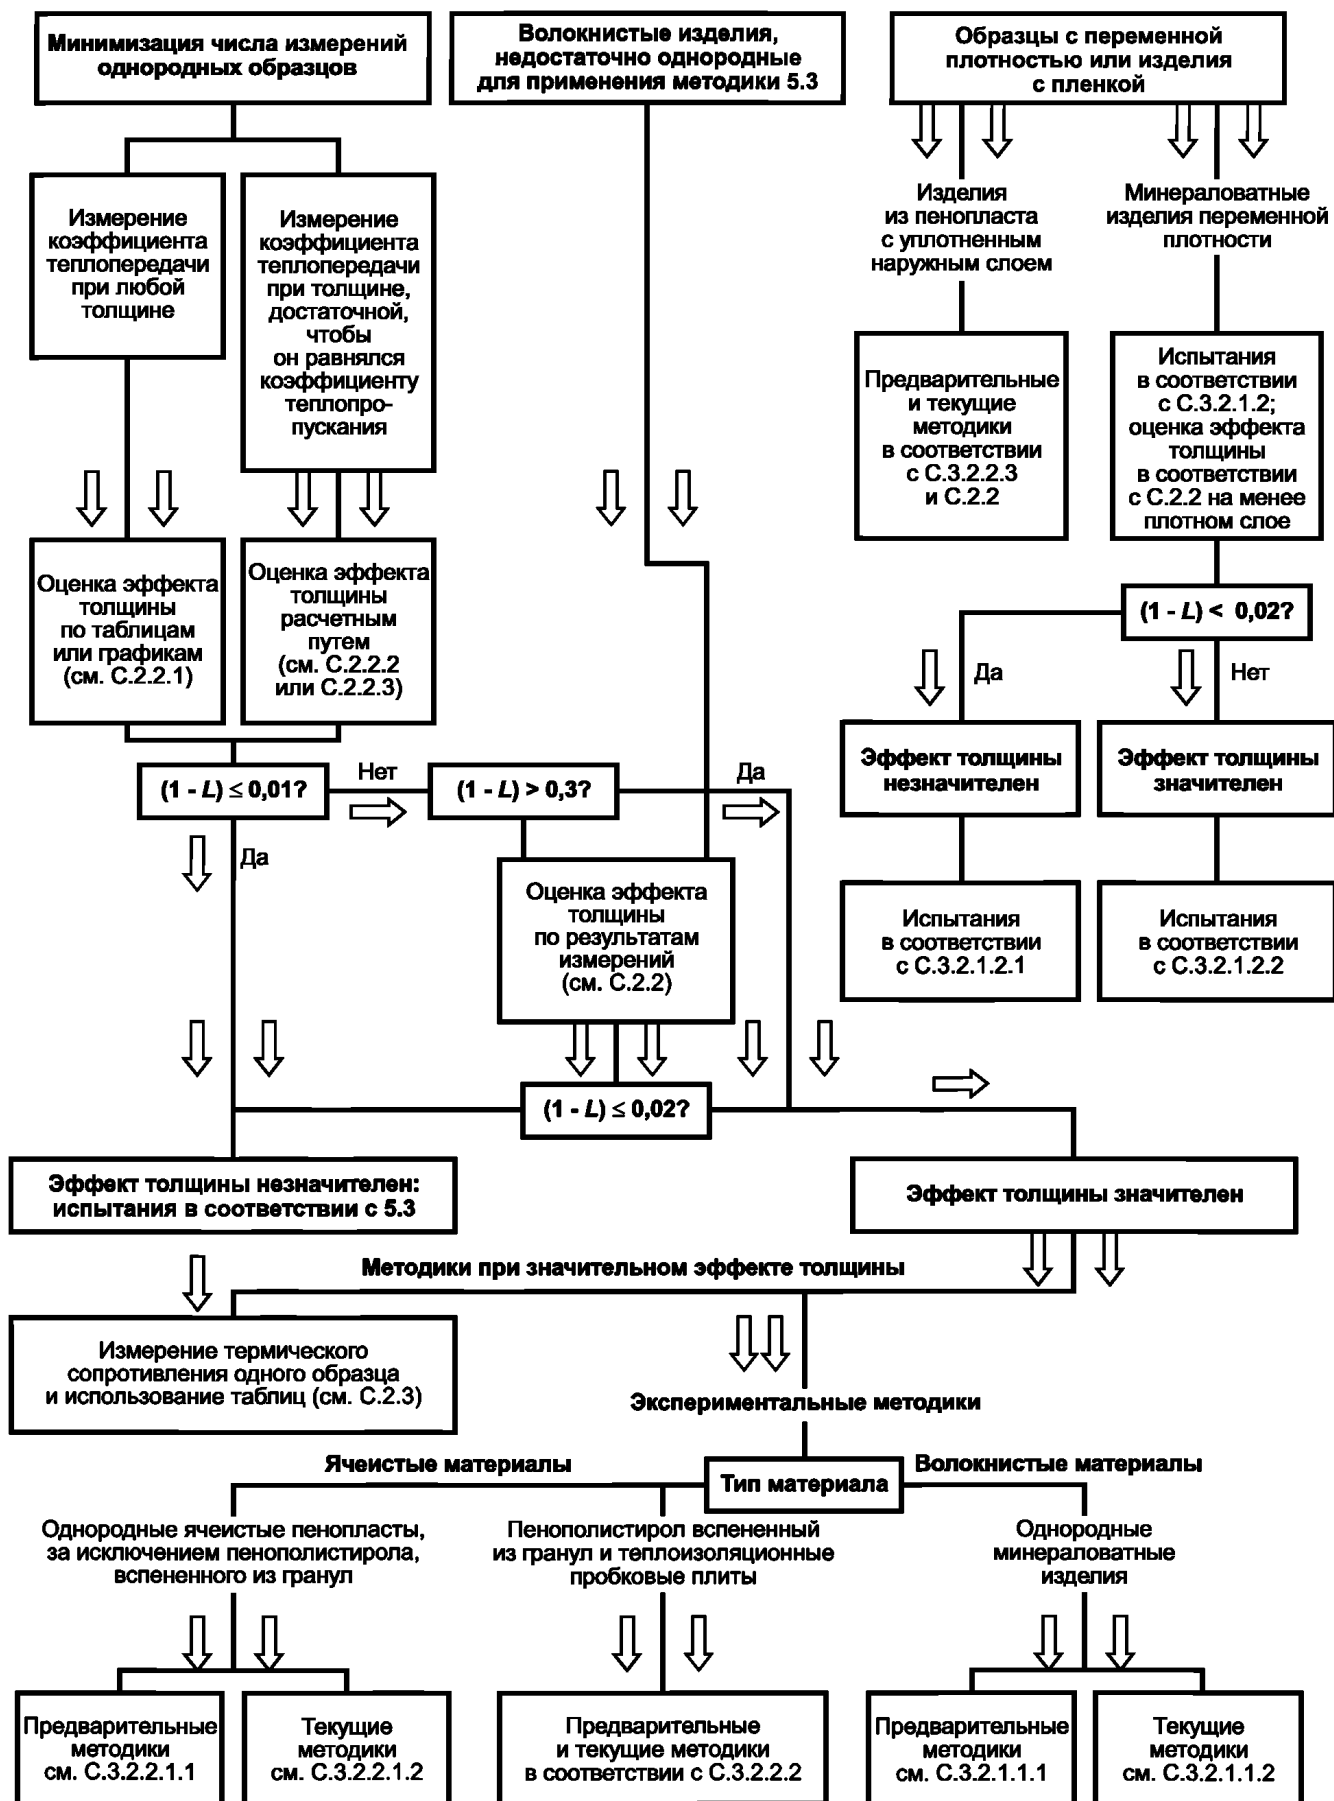 Минимизация числа измерений
однородных образцов
Волокнистые изделия,
недостаточно однородные
для применения методики 5.3
Образцы с переменной
плотностью или изделия
с пленкой
Измерение
коэффициента
теплопередачи
при любой
толщине
Измерение
коэффициента
теплопередачи
при толщине,
достаточной,
чтобы
он равнялся
коэффициенту
теплопро-
пускания
Изделия
из пенопласта
с уплотненным
наружным слоем
Минераловатные
изделия переменной
плотности
Предварительные
и текущие
методики
в соответствии
с С.3.2.2.3
и С.2.2
Испытания
в соответствии
с С.3.2.1.2;
оценка эффекта
толщины
в соответствии
с С.2.2 на менее
плотном слое
Оценка эффекта
толщины
по таблицам
или графикам
(см. С.2.2.1)
Оценка эффекта
толщины
расчетным
путем
(см. С.2.2.2
или С.2.2.3)
(1 - L) < 0,02?
Да
Нет
Эффект толщины
незначителен
Эффект толщины
значителен
(1 - L) ≤ 0,01?
Нет
(1 - L) > 0,3?
Да
Да
Оценка эффекта
толщины
по результатам
измерений
(см. С.2.2)
Испытания
в соответствии
с С.3.2.1.2.1
Испытания
в соответствии
с С.3.2.1.2.2
(1 - L) ≤ 0,02?
Эффект толщины незначителен:
испытания в соответствии с 5.3
Эффект толщины значителен
Методики при значительном эффекте толщины
Измерение термического
сопротивления одного образца
и использование таблиц (см. С.2.3)
Экспериментальные методики
Ячеистые материалы
Тип материала
Волокнистые материалы
Однородные ячеистые пенопласты,
за исключением пенополистирола,
вспененного из гранул
Пенополистирол вспененный
из гранул и теплоизоляционные
пробковые плиты
Однородные
минераловатные
изделия
Предварительные
методики
см. С.3.2.2.1.1
Текущие
методики
см. С.3.2.2.1.2
Предварительные
и текущие методики
в соответствии с С.3.2.2.2
Предварительные
методики
см. С.3.2.1.1.1
Текущие
методики
см. С.3.2.1.1.2